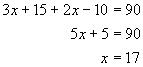 3x + 15 + 2x − 10 = 90
5x + 5 = 90
x = 17